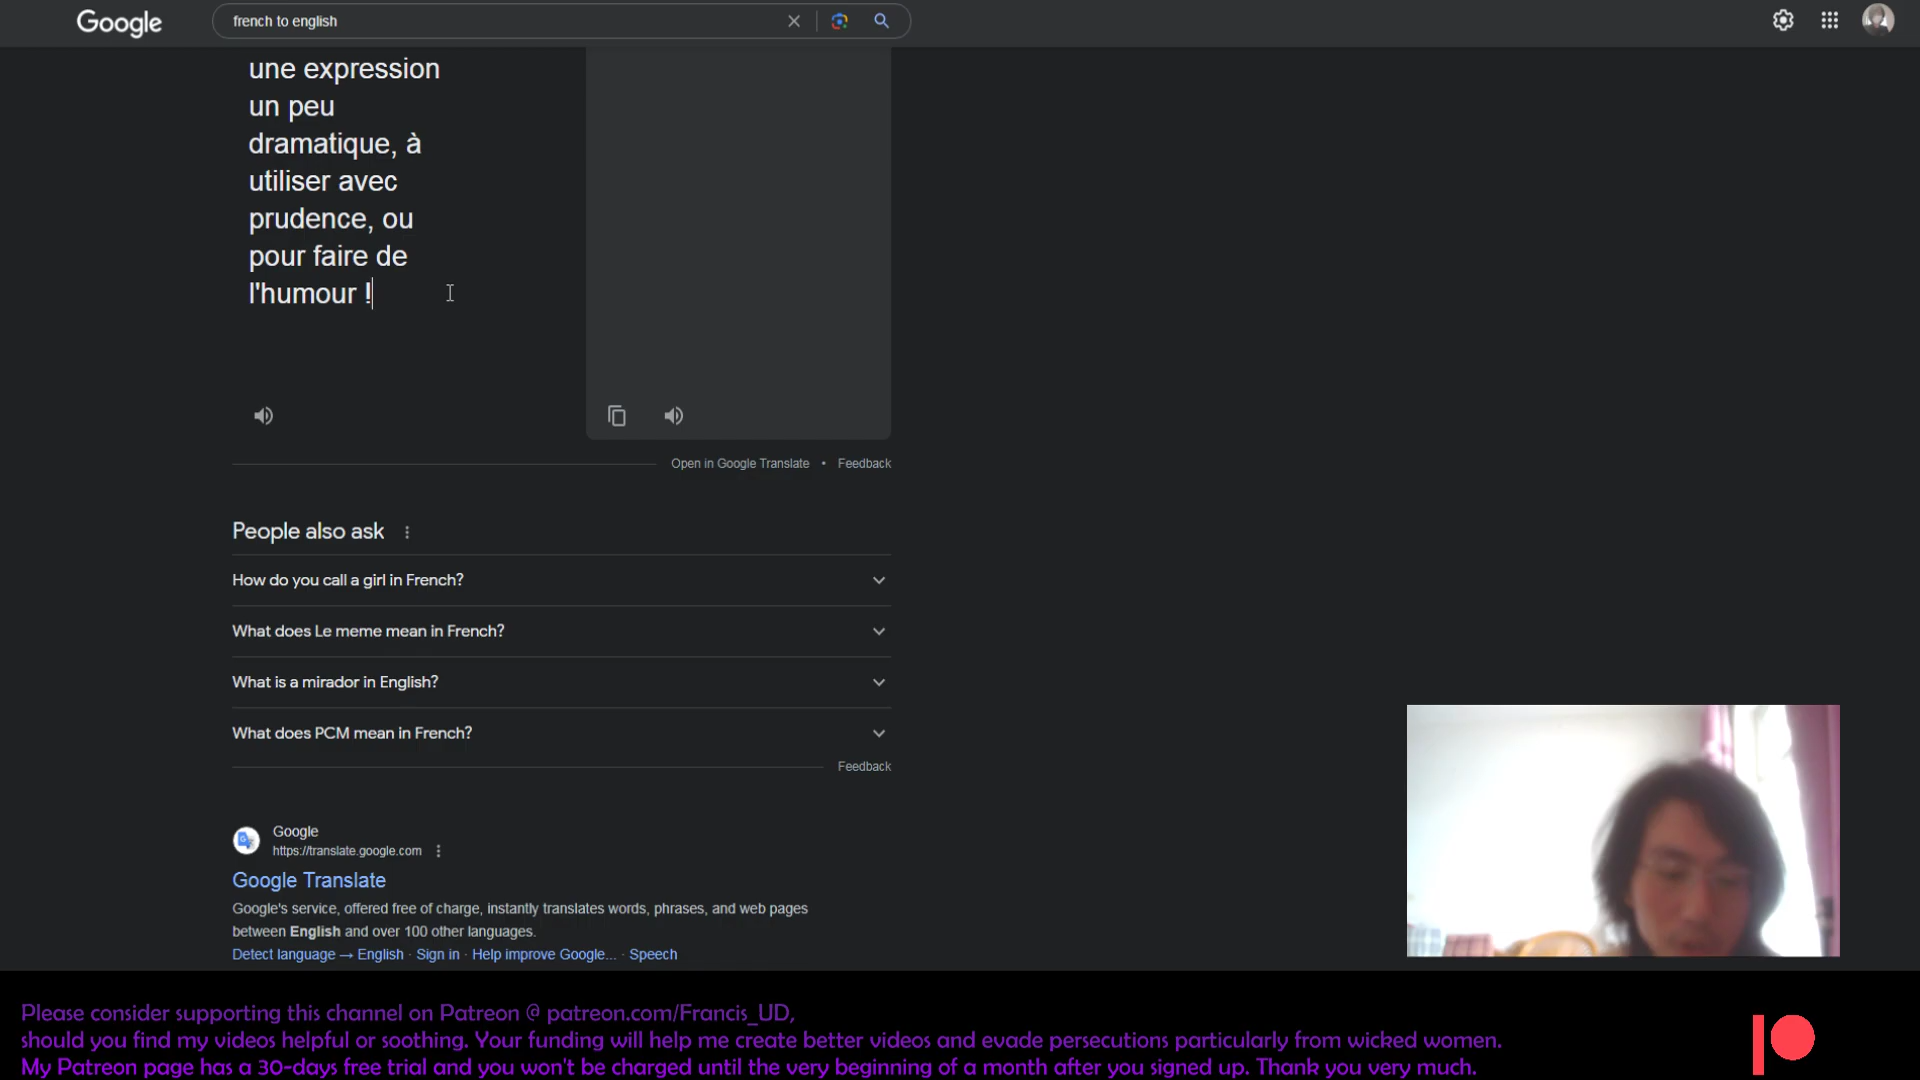 Google
french to english
une expression
un peu
dramatique, à
utiliser avec
prudence, ou
pour faire de
l'humour !
Open in Google Translate • Feedback
People also ask
How do you call a girl in French?
What does Le meme mean in French?
What is a mirador in English?
What does PCM mean in French?
Feedback
Google
https://translate.google.com
Google Translate
Google's service, offered free of charge, instantly translates words, phrases, and web pages
between English and over 100 other languages.
Detect language → English · Sign in · Help improve Google... · Speech
Please consider supporting this channel on Patreon @ patreon.com/Francis_UD,
should you find my videos helpful or soothing. Your funding will help me create better videos and evade persecutions particularly from wicked women.
My Patreon page has a 30-days free trial and you won't be charged until the very beginning of a month after you signed up. Thank you very much.